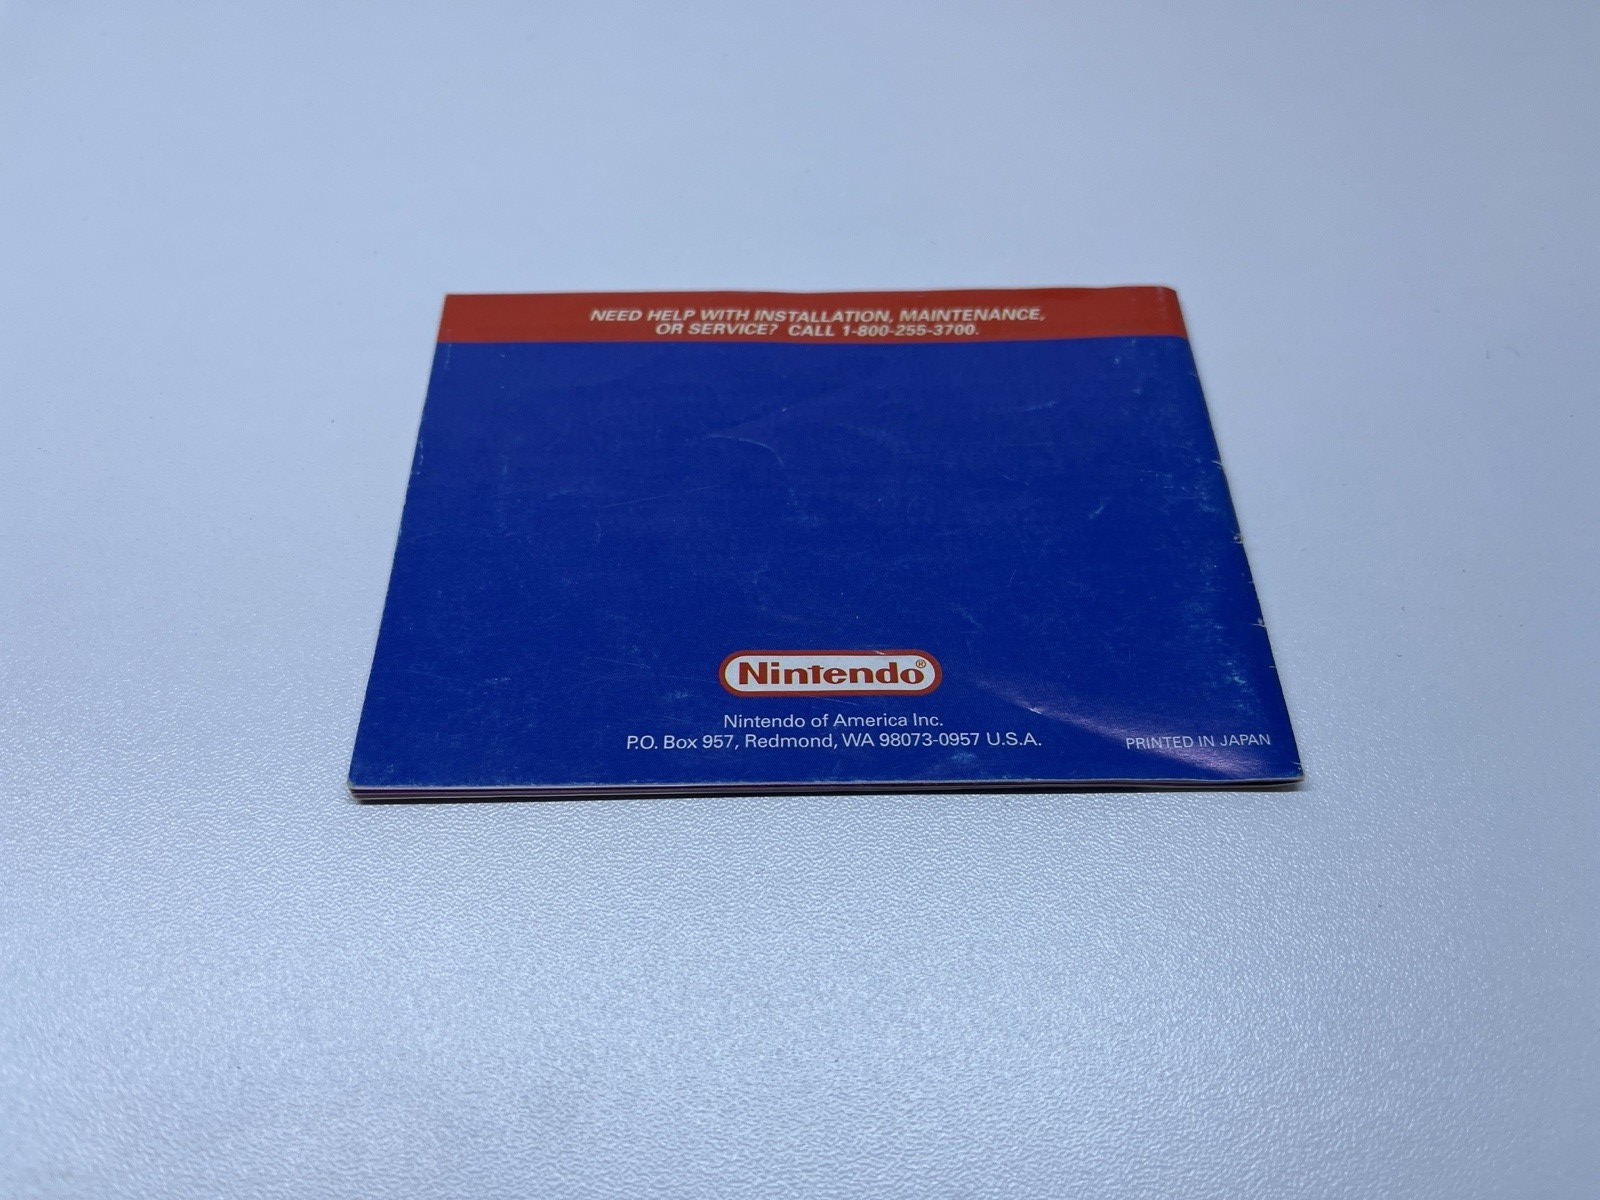 NEED HELP WITH INSTALLATION, MAINTENANCE,
OR SERVICE? CALL 1-800-255-3700.
Nintendo®
Nintendo of America Inc.
P.O. Box 957, Redmond, WA 98073-0957 U.S.A.
PRINTED IN JAPAN